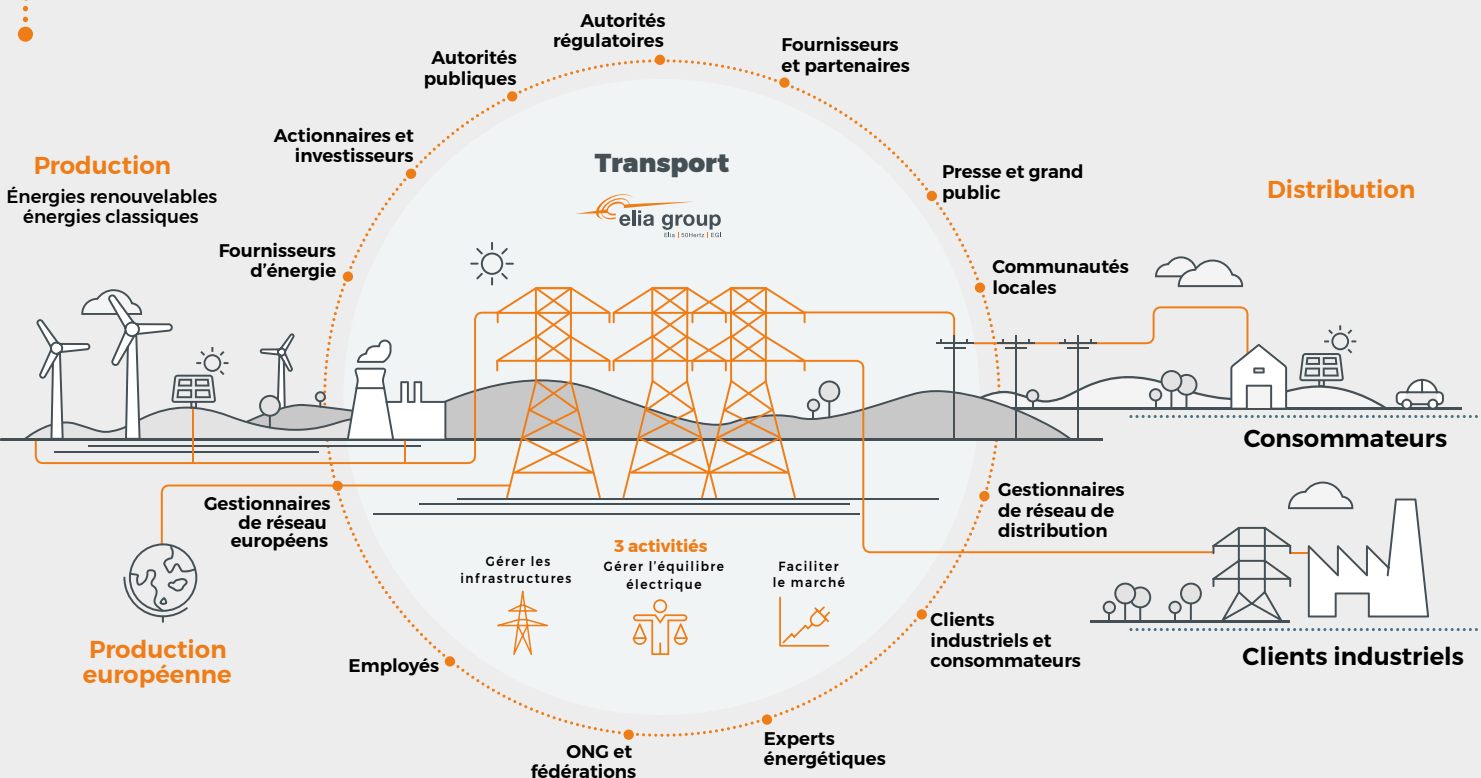 Autorités
régulatoires
Fournisseurs
et partenaires
Autorités
publiques
Actionnaires et
investisseurs
Production
Énergies renouvelables
énergies classiques
Transport
elia group
Elia | 50Hertz | EGI
Presse et grand
public
Distribution
Fournisseurs
d'énergie
Communautés
locales
Consommateurs
Gestionnaires
de réseau
européens
Gestionnaires
de réseau de
distribution
3 activitiés
Gérer les
infrastructures
Gérer l'équilibre
électrique
Faciliter
le marché
Production
européenne
Employés
Clients
industriels et
consommateurs
Clients industriels
ONG et
fédérations
Experts
énergétiques